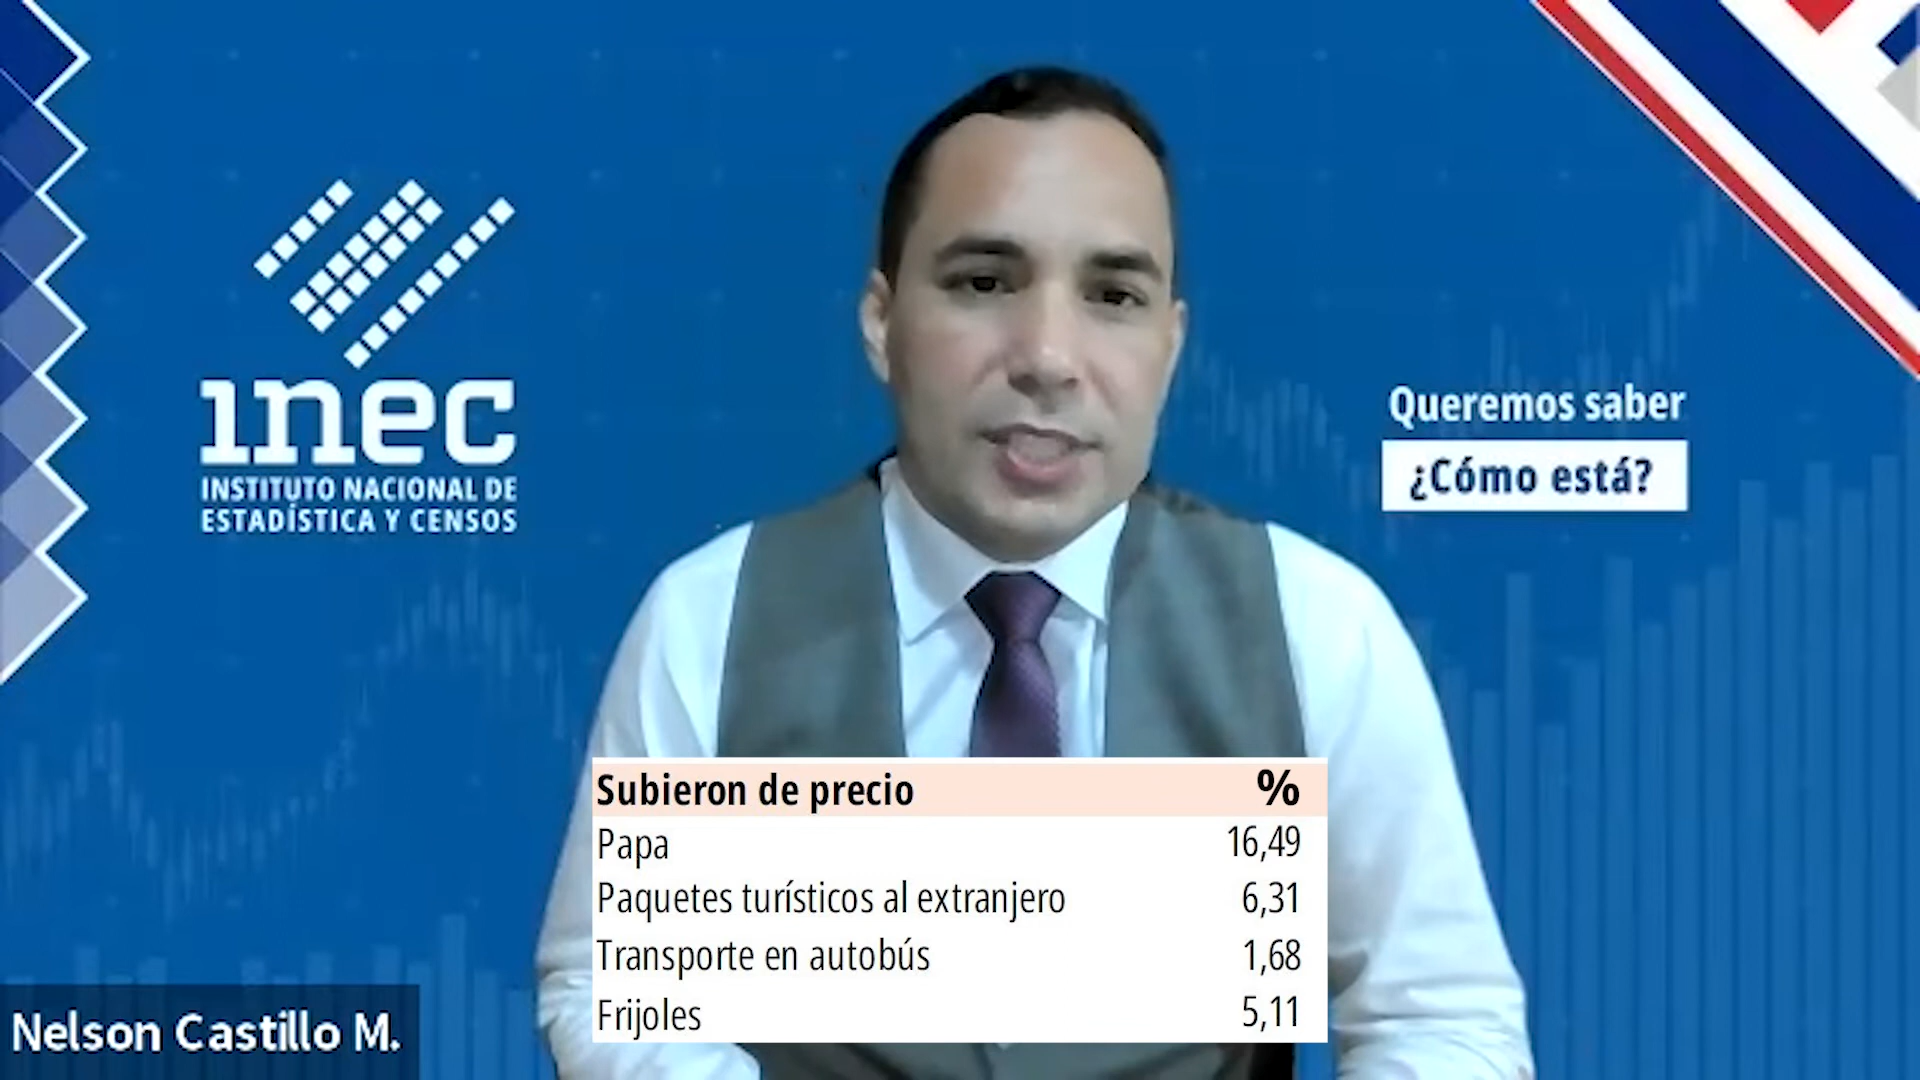 inec
INSTITUTO NACIONAL DE
ESTADÍSTICA Y CENSOS
Queremos saber
¿Cómo está?
Subieron de precio %
Papa 16,49
Paquetes turísticos al extranjero 6,31
Transporte en autobús 1,68
Frijoles 5,11
Nelson Castillo M.